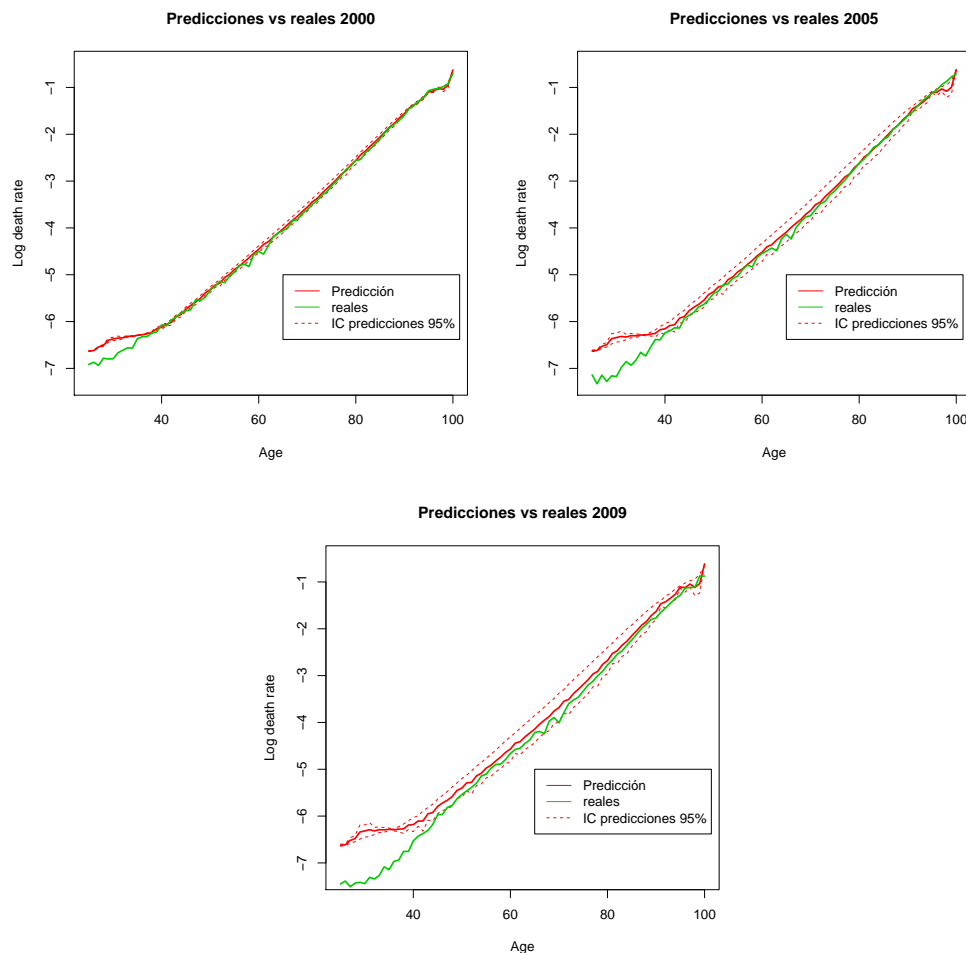 Predicciones vs reales 2000
Log death rate
−1
−2
−3
−4
−5
−6
−7
Predicción
reales
IC predicciones 95%
40
60
80
100
Age
Predicciones vs reales 2005
Log death rate
−1
−2
−3
−4
−5
−6
−7
Predicción
reales
IC predicciones 95%
40
60
80
100
Age
Predicciones vs reales 2009
Log death rate
−1
−2
−3
−4
−5
−6
−7
Predicción
reales
IC predicciones 95%
40
60
80
100
Age